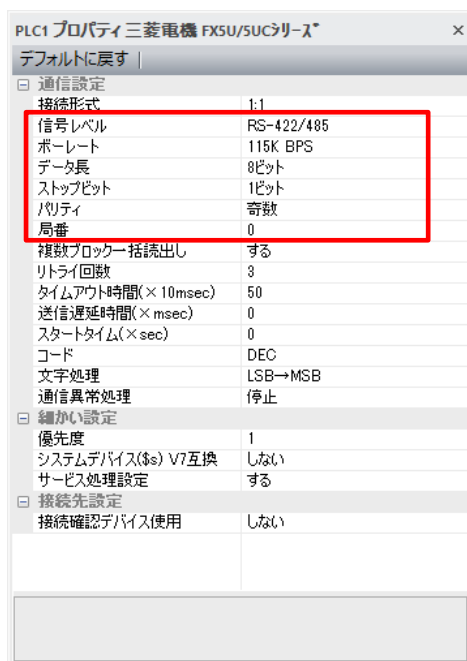 PLC1 プロパティ 三菱電機 FX5U/5UCシリーズ* ×
デフォルトに戻す
通信設定
接続形式 1:1
信号レベル RS-422/485
ボーレート 115K BPS
データ長 8ビット
ストップビット 1ビット
パリティ 奇数
局番 0
複数ブロック一括読出し する
リトライ回数 3
タイムアウト時間(×10msec) 50
送信遅延時間(×msec) 0
スタートタイム(×sec) 0
コード DEC
文字処理 LSB→MSB
通信異常処理 停止
細かい設定
優先度 1
システムデバイス($s) V7互換 しない
サービス処理設定 する
接続先設定
接続確認デバイス使用 しない